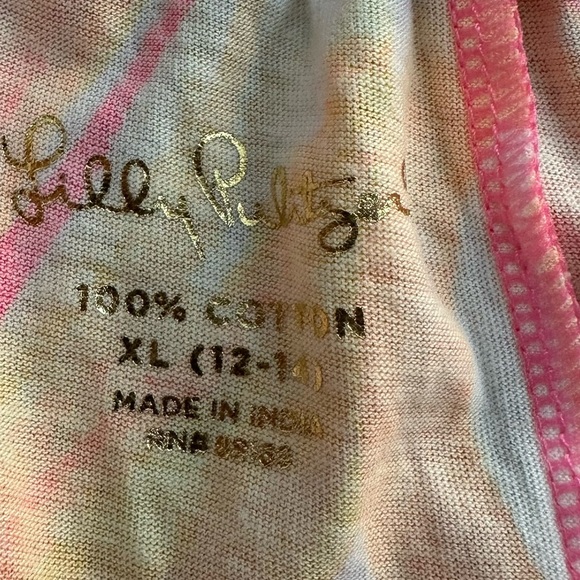 Lilly Pulitzer
100% COTTON
XL (12-14)
MADE IN INDIA